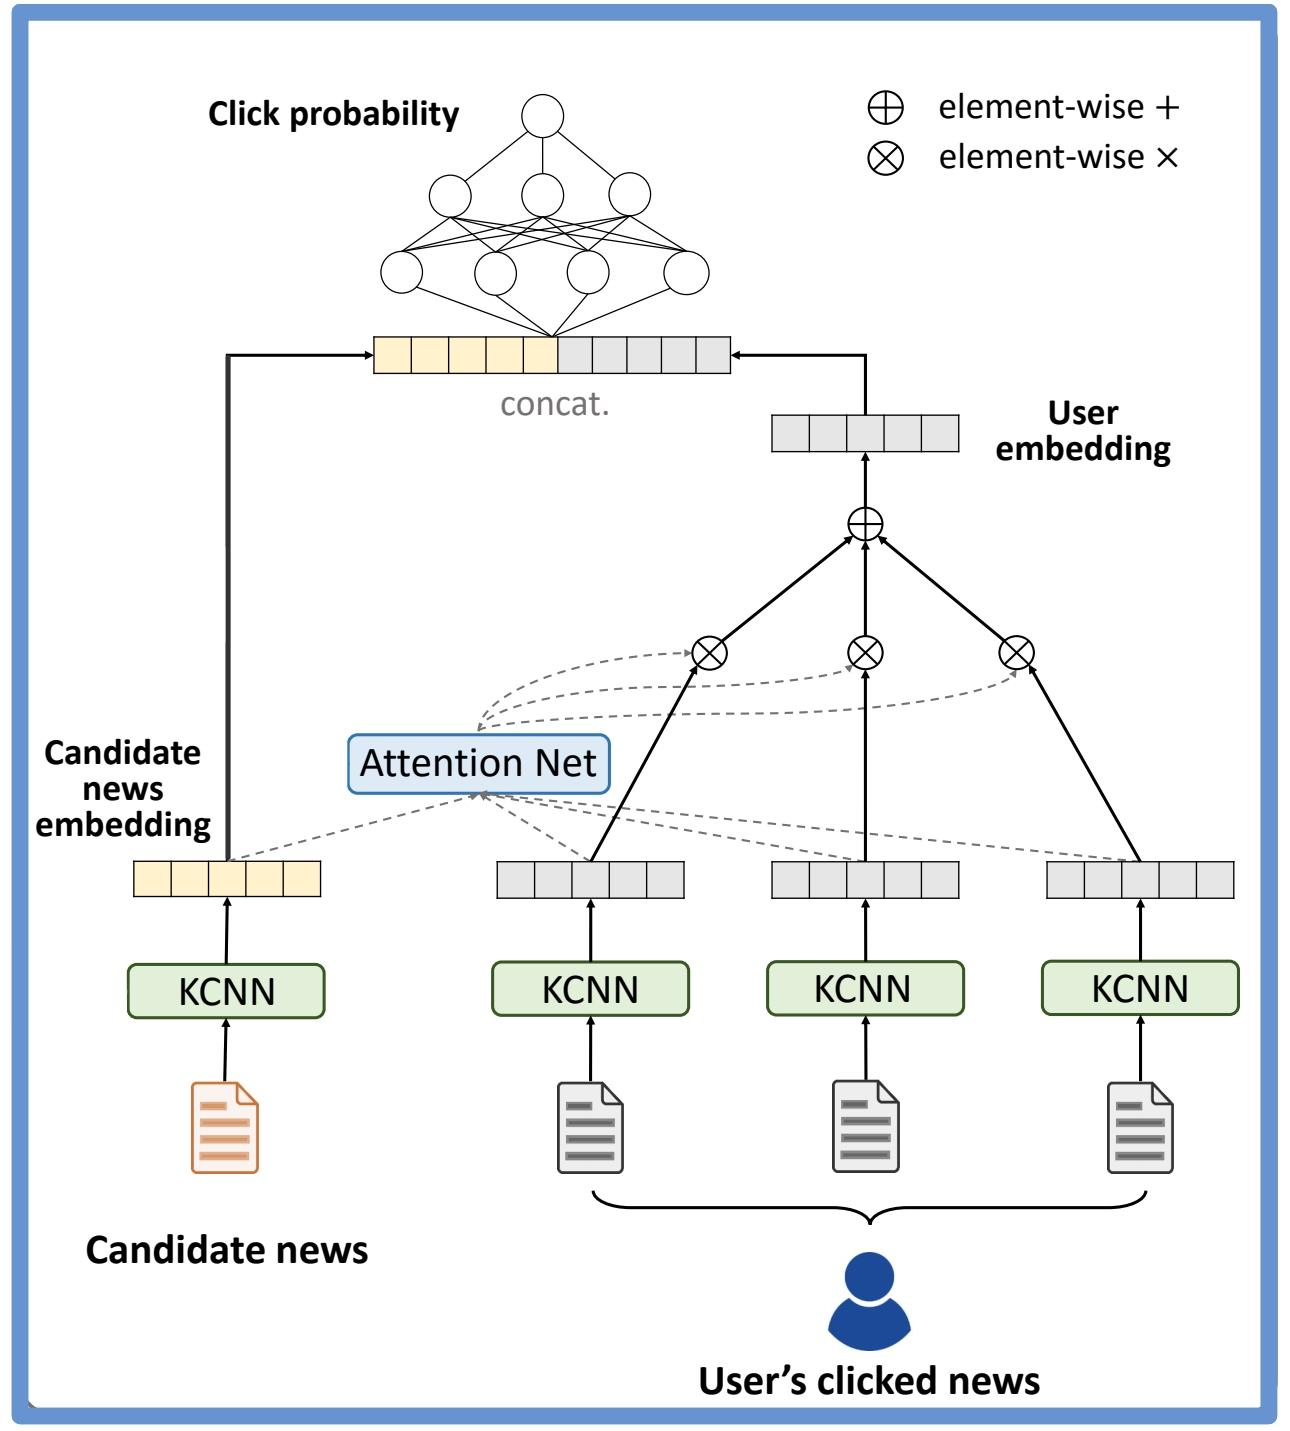 Click probability
⊕ element-wise +
⊗ element-wise ×
concat.
User
embedding
Attention Net
Candidate
news
embedding
KCNN
KCNN
KCNN
KCNN
Candidate news
User's clicked news